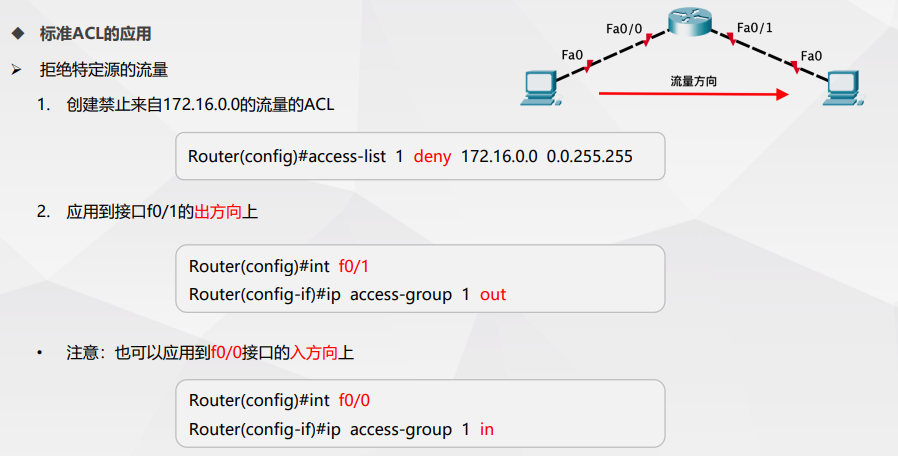 ◆ 标准ACL的应用
Fa0/0
Fa0/1
Fa0
Fa0
流量方向
➢ 拒绝特定源的流量
1. 创建禁止来自172.16.0.0的流量的ACL
Router(config)#access-list 1 deny 172.16.0.0 0.0.255.255
2. 应用到接口f0/1的出方向上
Router(config)#int f0/1
Router(config-if)#ip access-group 1 out
• 注意：也可以应用到f0/0接口的入方向上
Router(config)#int f0/0
Router(config-if)#ip access-group 1 in